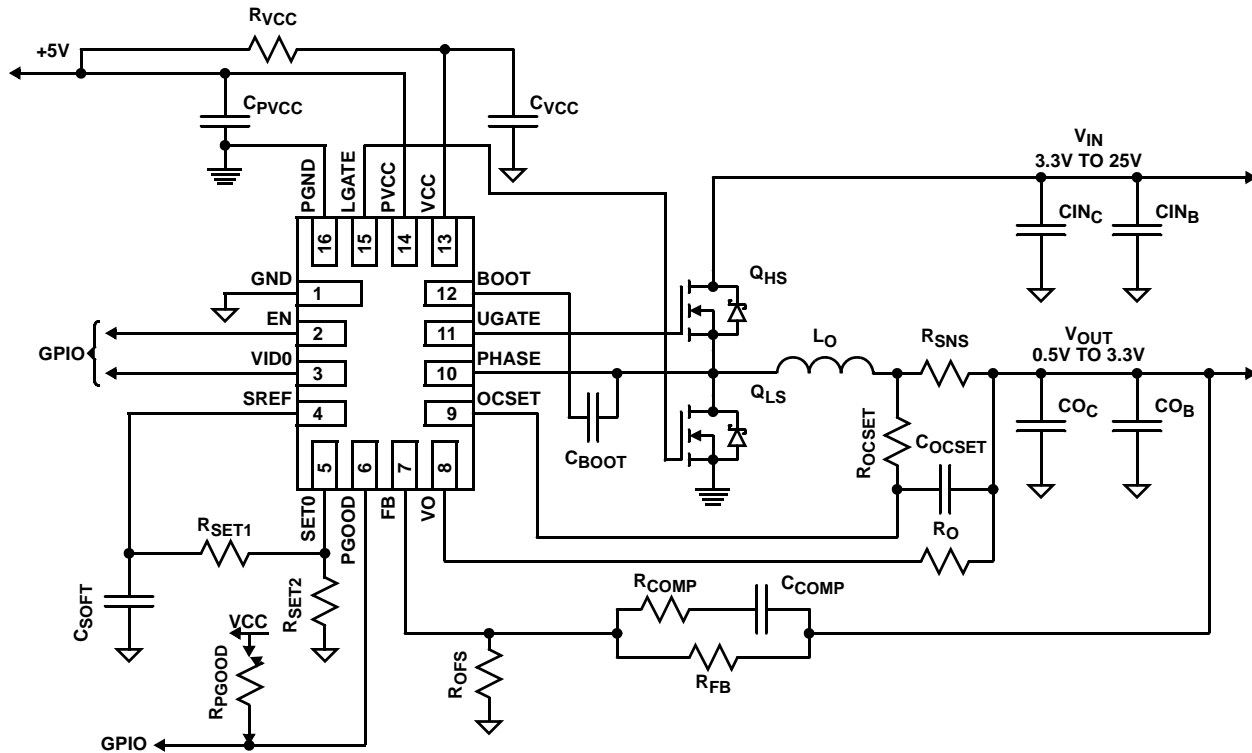 RVCC
+5V
CPVCC
CVCC
VIN
3.3V TO 25V
PGND
LGATE
PVCC
VCC
CINC
CINB
16
15
14
13
GND
1
12
BOOT
QHS
EN
2
11
UGATE
GPIO
VID0
3
10
PHASE
LO
RSNS
VOUT
0.5V TO 3.3V
SREF
4
9
OCSET
QLS
COC
COB
CBOOT
ROCSET
COCSET
5
6
7
8
SET0
PGOOD
FB
VO
RO
RSET1
CSOFT
RSET2
RCOMP
CCOMP
VCC
RPGOOD
ROFS
RFB
GPIO